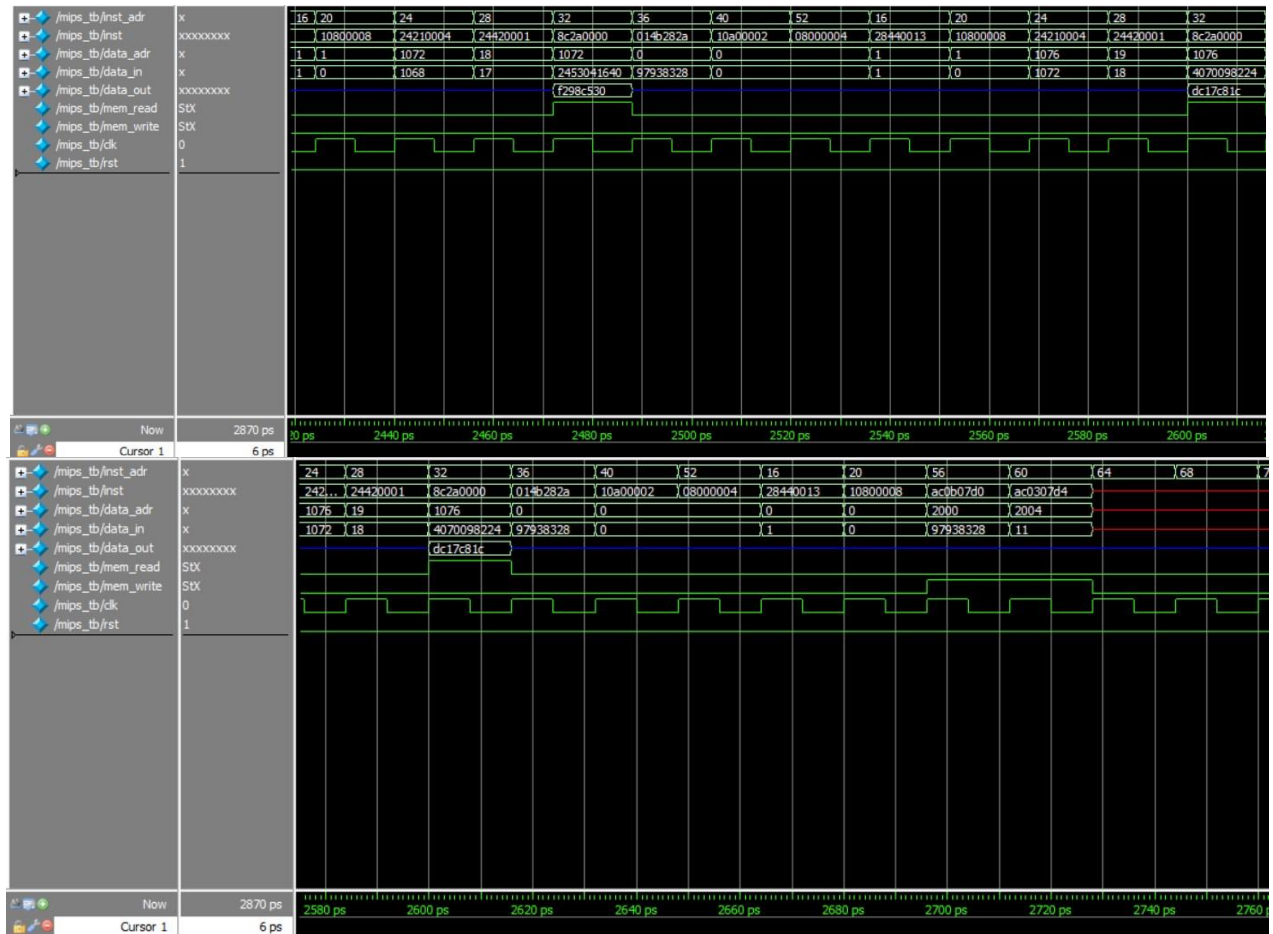 /mips_tb/inst_adr x 16 20 24 28 32 36 40 52 16 20 24 28 32
/mips_tb/inst xxxxxxxx 10800008 24210004 24420001 8c2a0000 014b282a 10a00002 08000004 28440013 10800008 24210004 24420001 8c2a0000
/mips_tb/data_adr x 1 1 1072 18 1072 0 0 1 1 1076 19 1076
/mips_tb/data_in x 1 0 1068 17 2453041640 97938328 0 1 0 1072 18 4070098224
/mips_tb/data_out xxxxxxxx f298c530 dc17c81c
/mips_tb/mem_read StX
/mips_tb/mem_write StX
/mips_tb/clk 0
/mips_tb/rst 1
Now 2870 ps 20 ps 2440 ps 2460 ps 2480 ps 2500 ps 2520 ps 2540 ps 2560 ps 2580 ps 2600 ps
Cursor 1 6 ps
/mips_tb/inst_adr x 24 28 32 36 40 52 16 20 56 60 64 68 7
/mips_tb/inst xxxxxxxx 242... 24420001 8c2a0000 014b282a 10a00002 08000004 28440013 10800008 ac0b07d0 ac0307d4
/mips_tb/data_adr x 1076 19 1076 0 0 0 0 2000 2004
/mips_tb/data_in x 1072 18 4070098224 97938328 0 1 0 97938328 11
/mips_tb/data_out xxxxxxxx dc17c81c
/mips_tb/mem_read StX
/mips_tb/mem_write StX
/mips_tb/clk 0
/mips_tb/rst 1
Now 2870 ps 2580 ps 2600 ps 2620 ps 2640 ps 2660 ps 2680 ps 2700 ps 2720 ps 2740 ps 2760 p
Cursor 1 6 ps